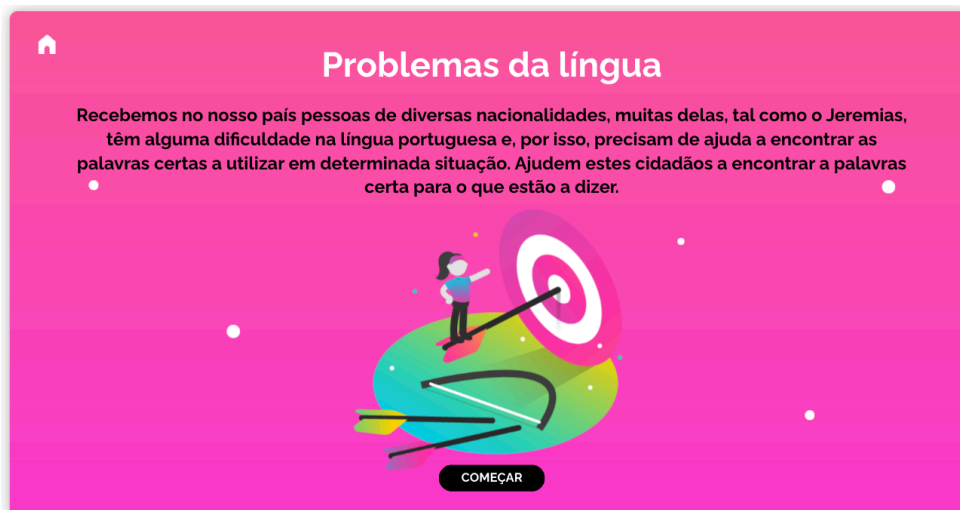 Problemas da língua
Recebemos no nosso país pessoas de diversas nacionalidades, muitas delas, tal como o Jeremias,
têm alguma dificuldade na língua portuguesa e, por isso, precisam de ajuda a encontrar as
palavras certas a utilizar em determinada situação. Ajudem estes cidadãos a encontrar a palavras
certa para o que estão a dizer.
COMEÇAR